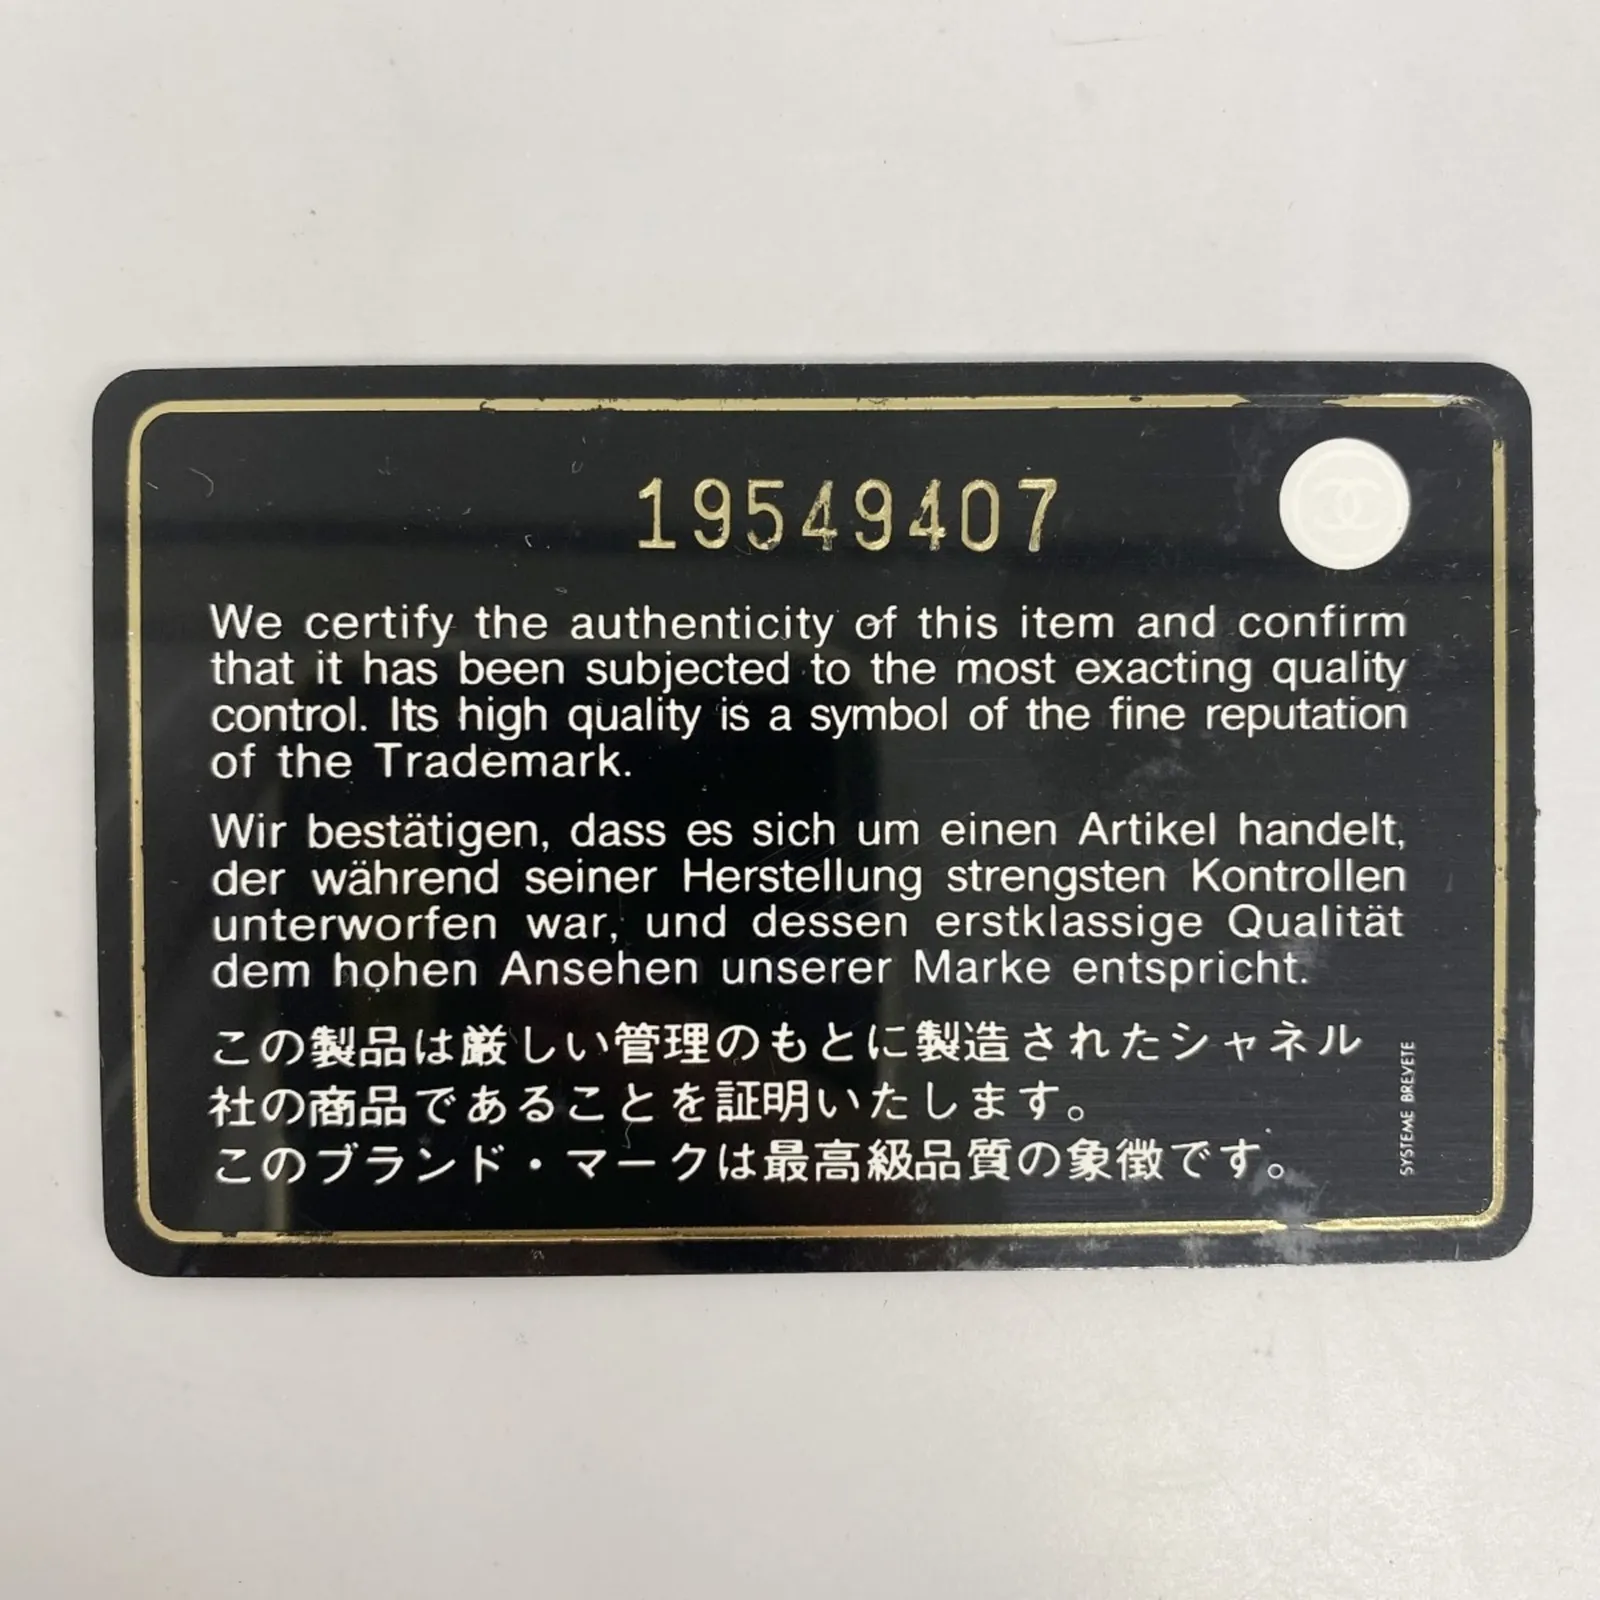 19549407
We certify the authenticity of this item and confirm
that it has been subjected to the most exacting quality
control. Its high quality is a symbol of the fine reputation
of the Trademark.
Wir bestätigen, dass es sich um einen Artikel handelt,
der während seiner Herstellung strengsten Kontrollen
unterworfen war, und dessen erstklassige Qualität
dem hohen Ansehen unserer Marke entspricht.
この製品は厳しい管理のもとに製造されたシャネル
社の商品であることを証明いたします。
このブランド・マークは最高級品質の象徴です。
SYSTEME BREVETE